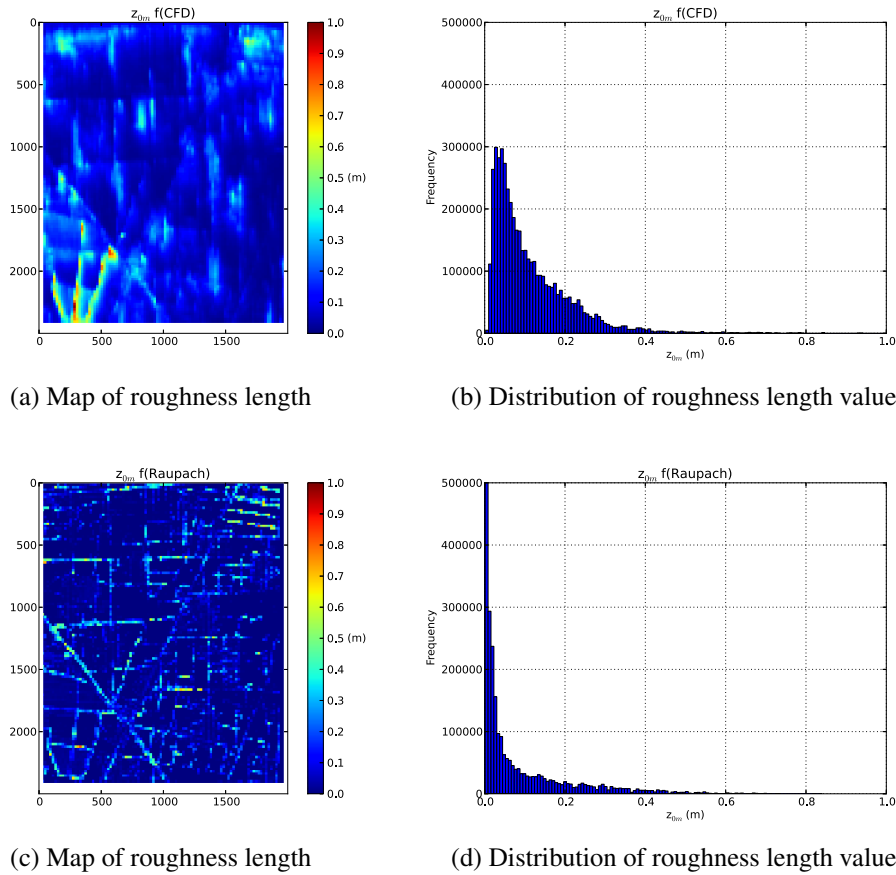 z0m f(CFD)
0
500
1000
1500
2000
0 500 1000 1500
1.0
0.9
0.8
0.7
0.6
0.5 (m)
0.4
0.3
0.2
0.1
0.0
z0m f(CFD)
500000
400000
300000
200000
100000
0
Frequency
0.0 0.2 0.4 0.6 0.8 1.0
z0m (m)
(a) Map of roughness length
(b) Distribution of roughness length value
z0m f(Raupach)
0
500
1000
1500
2000
0 500 1000 1500
1.0
0.9
0.8
0.7
0.6
0.5 (m)
0.4
0.3
0.2
0.1
0.0
z0m f(Raupach)
500000
400000
300000
200000
100000
0
Frequency
0.0 0.2 0.4 0.6 0.8 1.0
z0m (m)
(c) Map of roughness length
(d) Distribution of roughness length value